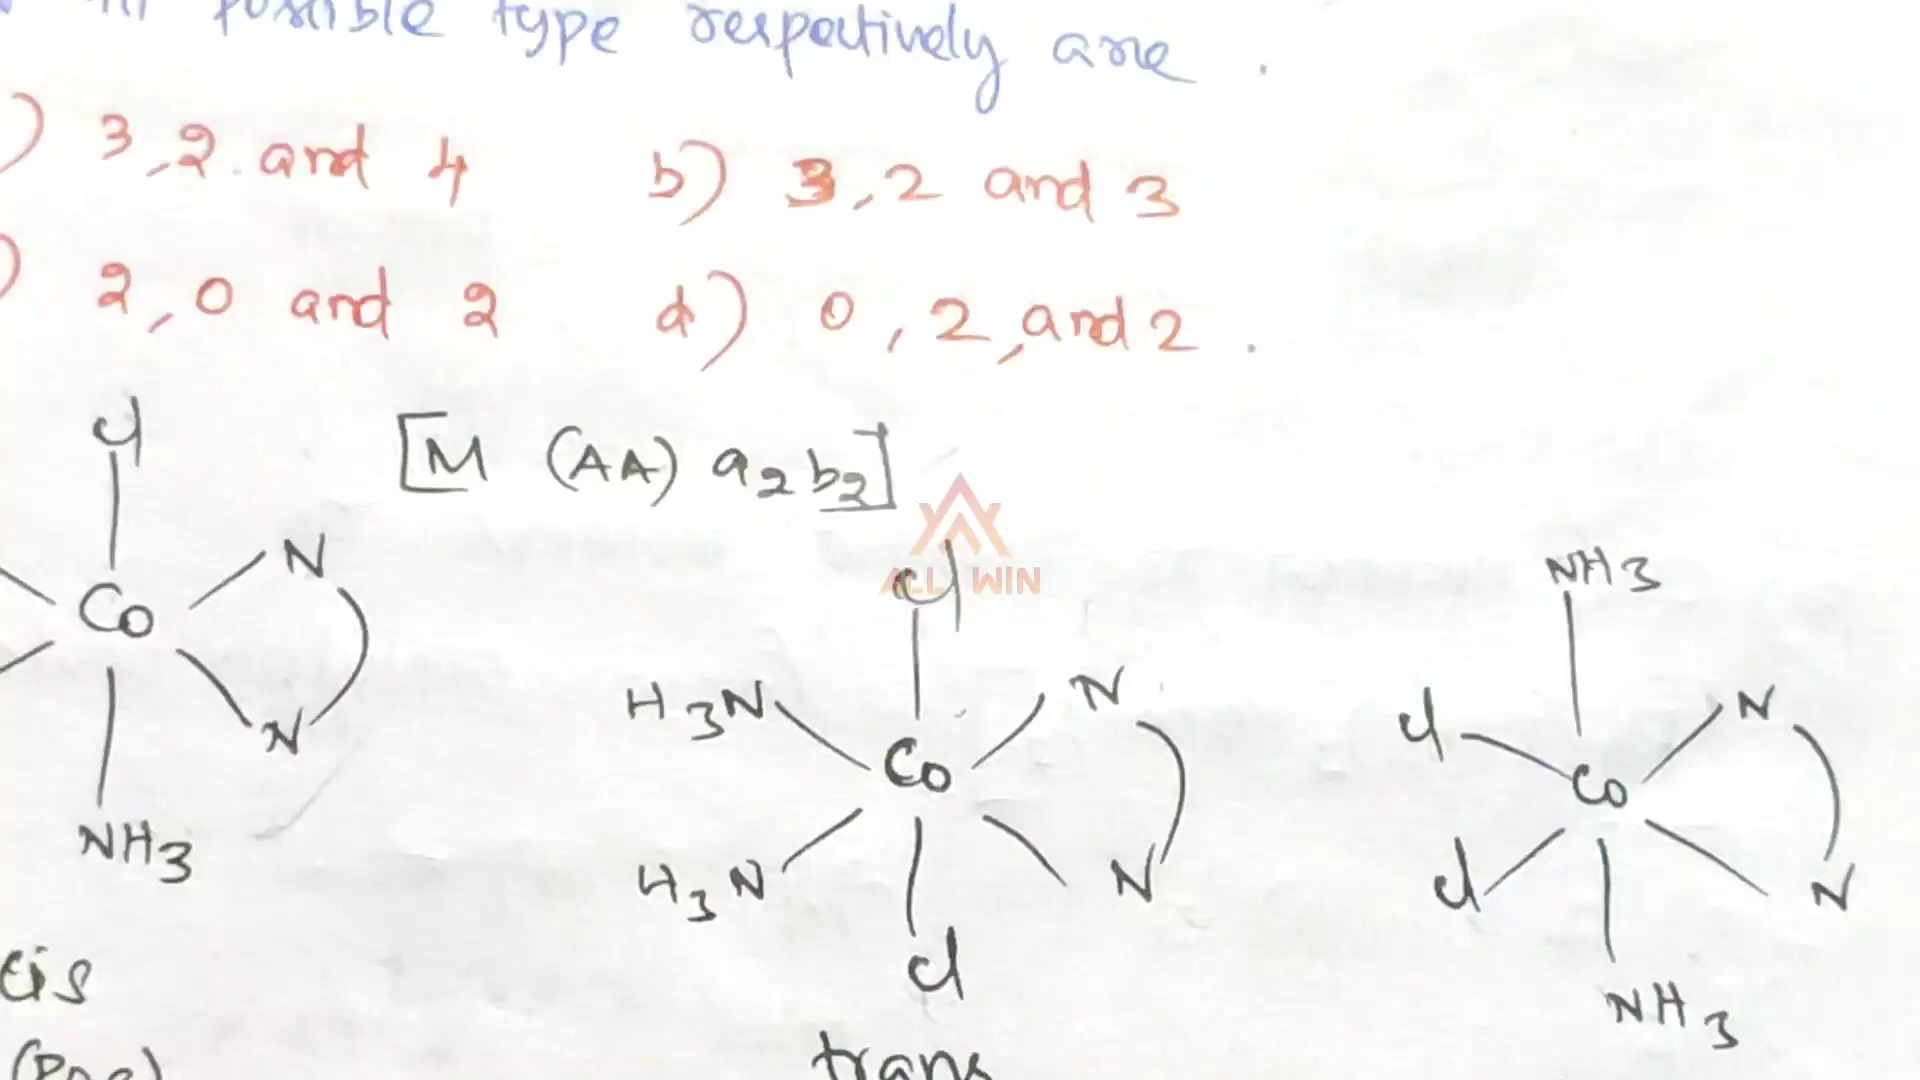 possible type respectively are .
) 3,2 and 4 b) 3,2 and 3
) 2,0 and 2 d) 0,2,and 2 .
Cl [M (AA) a2b2]
ALL WIN
Co N N NH3
Cl H3N H3N Co N N Cl
NH3 Cl Cl Co N N NH3
cis
trans